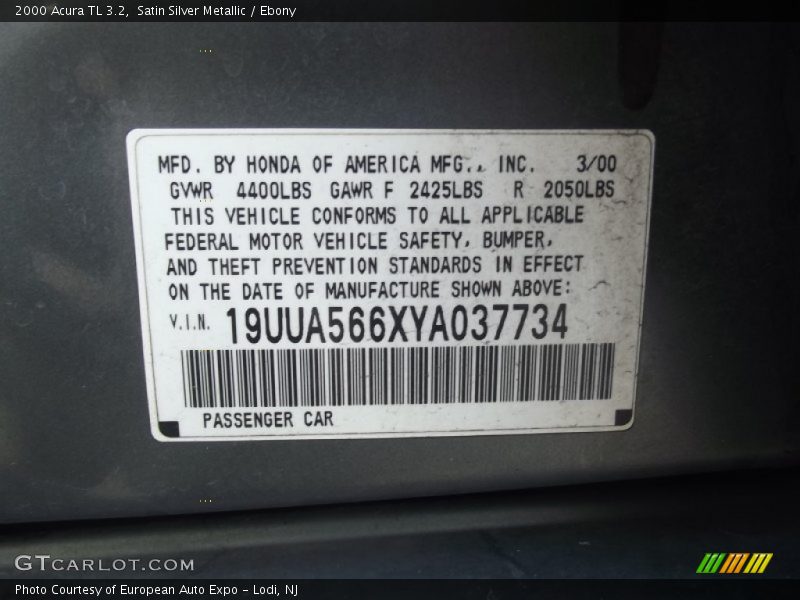 2000 Acura TL 3.2, Satin Silver Metallic / Ebony
MFD. BY HONDA OF AMERICA MFG., INC. 3/00
GVWR 4400LBS GAWR F 2425LBS R 2050LBS
THIS VEHICLE CONFORMS TO ALL APPLICABLE
FEDERAL MOTOR VEHICLE SAFETY, BUMPER,
AND THEFT PREVENTION STANDARDS IN EFFECT
ON THE DATE OF MANUFACTURE SHOWN ABOVE:
V.I.N. 19UUA566XYA037734
PASSENGER CAR
GTCARLOT.COM
Photo Courtesy of European Auto Expo - Lodi, NJ